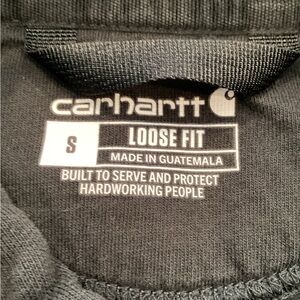 carhartt
S
LOOSE FIT
MADE IN GUATEMALA
BUILT TO SERVE AND PROTECT
HARDWORKING PEOPLE